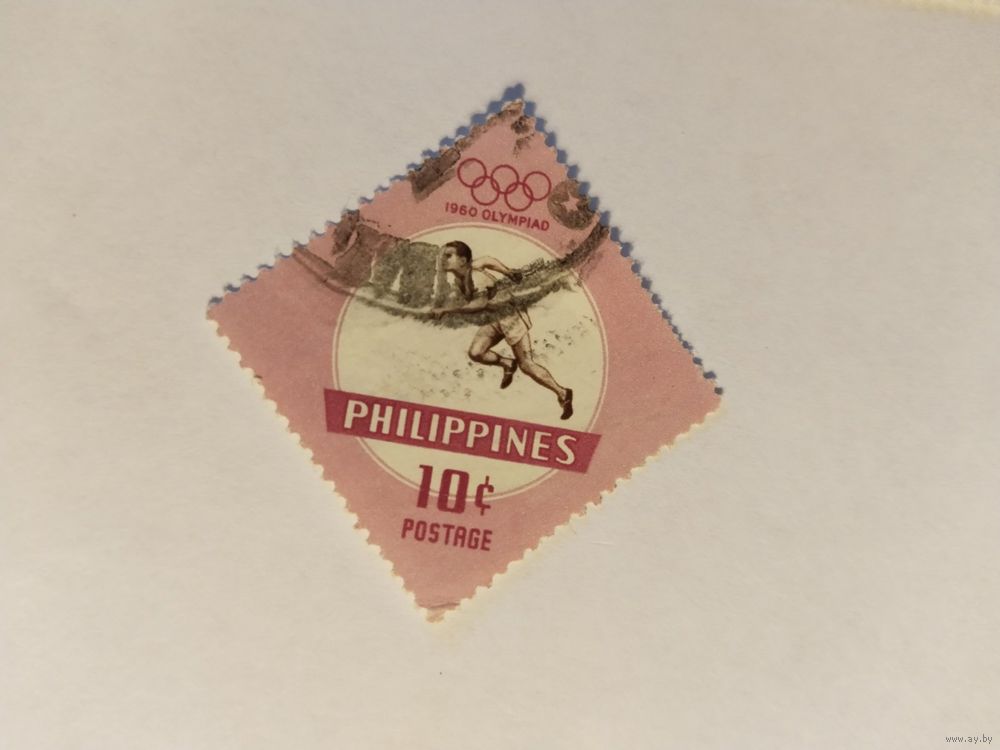 1960 OLYMPIAD
PHILIPPINES
10¢
POSTAGE
www.ay.by